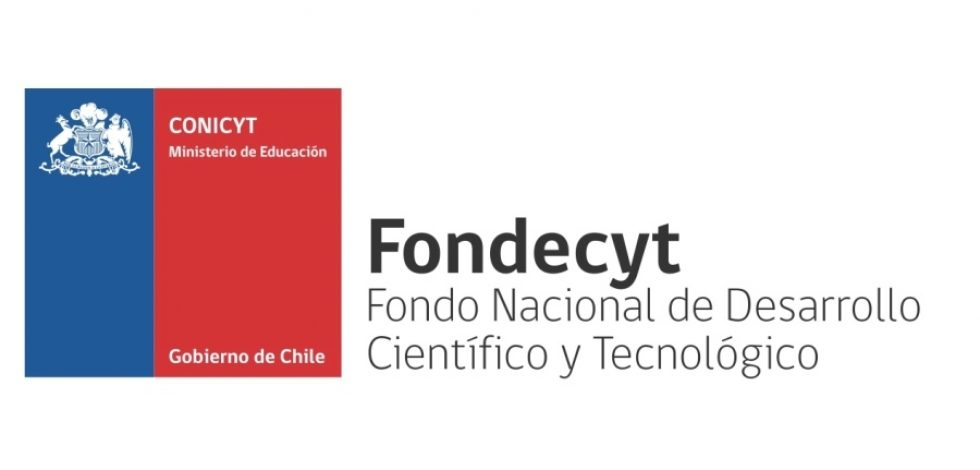 CONICYT
Ministerio de Educación
Gobierno de Chile
Fondecyt
Fondo Nacional de Desarrollo
Científico y Tecnológico